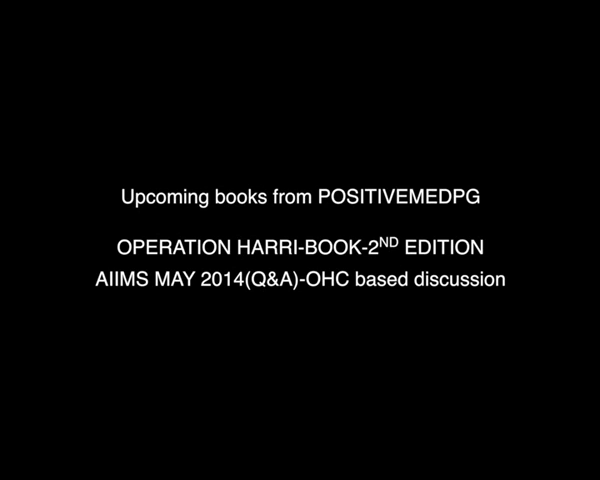 Upcoming books from POSITIVEMEDPG
OPERATION HARRI-BOOK-2ND EDITION
AIIMS MAY 2014(Q&A)-OHC based discussion